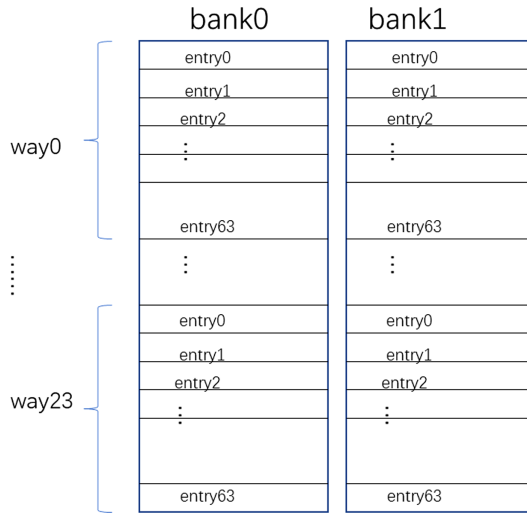 bank0 bank1
entry0 entry0
entry1 entry1
entry2 entry2
way0
⋮ ⋮
entry63 entry63
⋮ ⋮ ⋮
entry0 entry0
entry1 entry1
entry2 entry2
way23
⋮ ⋮
entry63 entry63